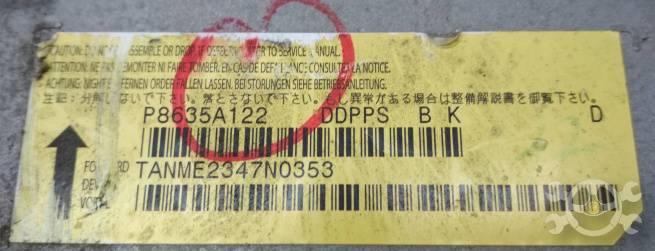 CAUTION: DO NOT DISASSEMBLE OR DROP. IF DEFECTIVE REFER TO SERVICE MANUAL.
ATTENTION: NE PAS DEMONTER NI FAIRE TOMBER. EN CAS DE DEFAILLANCE CONSULTER LA NOTICE.
ACHTUNG: NICHT ENTFERNEN ODER FALLEN LASSEN. BEI STORUNGEN SIEHE BETRIEBSANLEITUNG.
注記: 分解しないで下さい。落とさないで下さい。もし異常がある場合は整備解説書を御覧下さい。
P8635A122 DDPPS B K D
TANME2347N0353